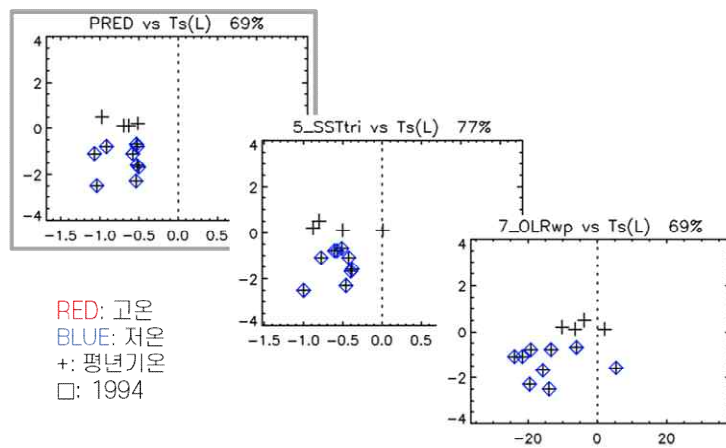 PRED vs Ts(L) 69%
4
2
0
-2
-4
-1.5 -1.0 -0.5 0.0 0.5
5_SSTtri vs Ts(L) 77%
4
2
0
-2
-4
-1.5 -1.0 -0.5 0.0 0.5
7_OLRwp vs Ts(L) 69%
4
2
0
-2
-4
-20 0 20
RED: 고온
BLUE: 저온
+: 평년기온
□: 1994